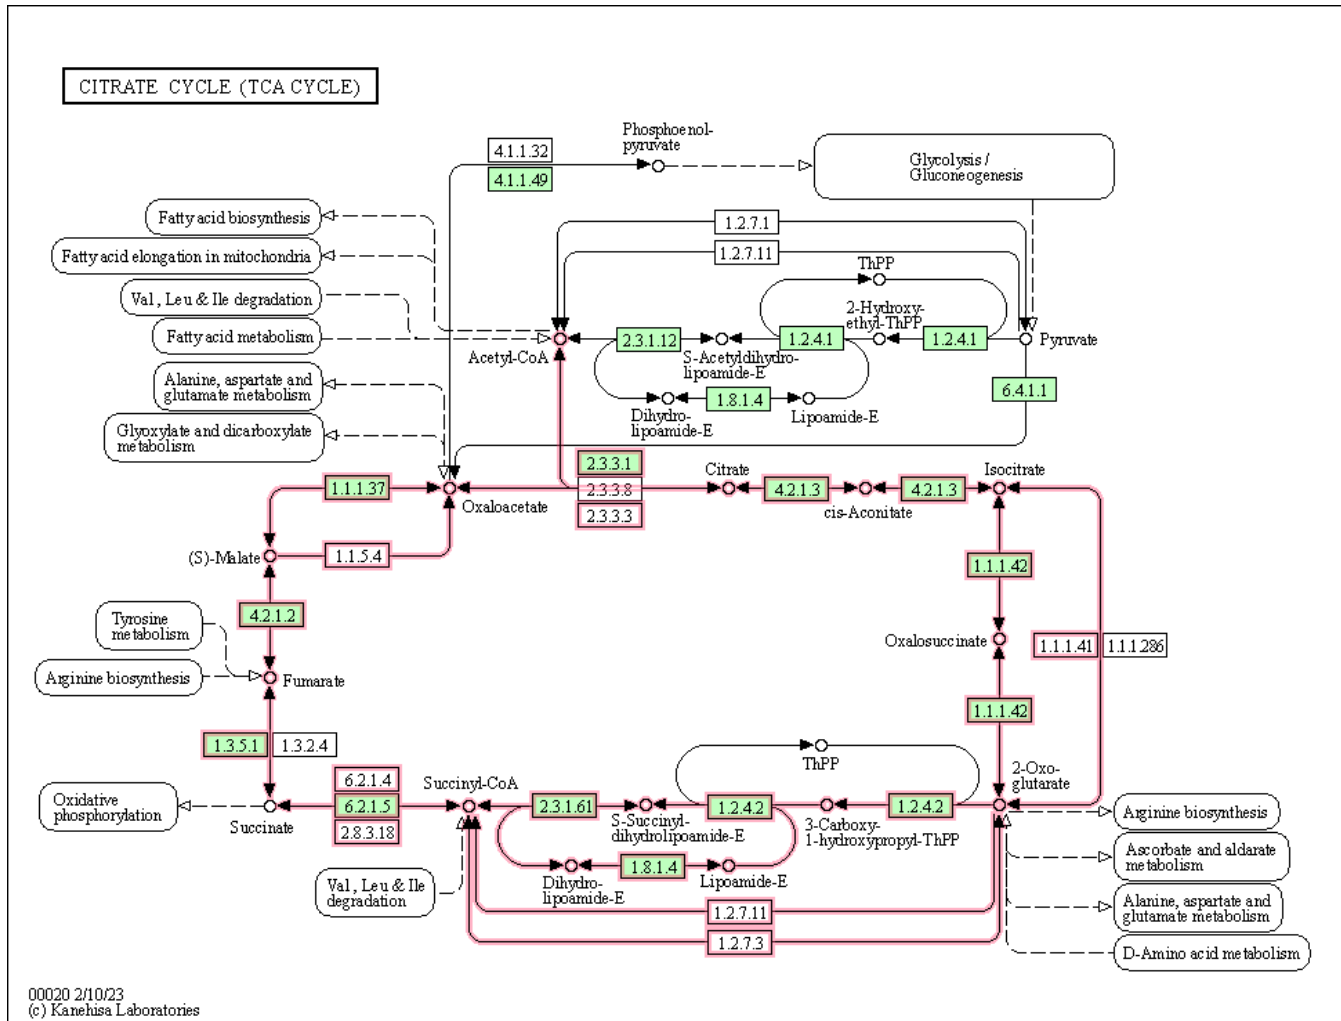 CITRATE CYCLE (TCA CYCLE)
Phosphoenol-
pyruvate
4.1.1.32
4.1.1.49
Glycolysis /
Gluconeogenesis
Fatty acid biosynthesis
Fatty acid elongation in mitochondria
Val, Leu & Ile degradation
Fatty acid metabolism
1.2.7.1
1.2.7.11
ThPP
2-Hydroxy-
ethyl-ThPP
Acetyl-CoA
2.3.1.12
S-Acetyldihydro-
lipoamide-E
1.2.4.1
1.2.4.1
Pyruvate
Alanine, aspartate and
glutamate metabolism
Glyoxylate and dicarboxylate
metabolism
Dihydro-
lipoamide-E
1.8.1.4
Lipoamide-E
6.4.1.1
1.1.1.37
Oxaloacetate
2.3.3.1
2.3.3.8
2.3.3.3
Citrate
4.2.1.3
cis-Aconitate
4.2.1.3
Isocitrate
(S)-Malate
1.1.5.4
1.1.1.42
4.2.1.2
Tyrosine
metabolism
Arginine biosynthesis
Fumarate
Oxalosuccinate
1.1.1.41
1.1.1.286
1.1.1.42
1.3.5.1
1.3.2.4
ThPP
2-Oxo-
glutarate
Oxidative
phosphorylation
Succinate
6.2.1.4
6.2.1.5
2.8.3.18
Succinyl-CoA
2.3.1.61
S-Succinyl-
dihydrolipoamide-E
1.2.4.2
3-Carboxy-
1-hydroxypropyl-ThPP
1.2.4.2
Arginine biosynthesis
Ascorbate and aldarate
metabolism
Alanine, aspartate and
glutamate metabolism
D-Amino acid metabolism
Val, Leu & Ile
degradation
Dihydro-
lipoamide-E
1.8.1.4
Lipoamide-E
1.2.7.11
1.2.7.3
00020 2/10/23
(c) Kanehisa Laboratories